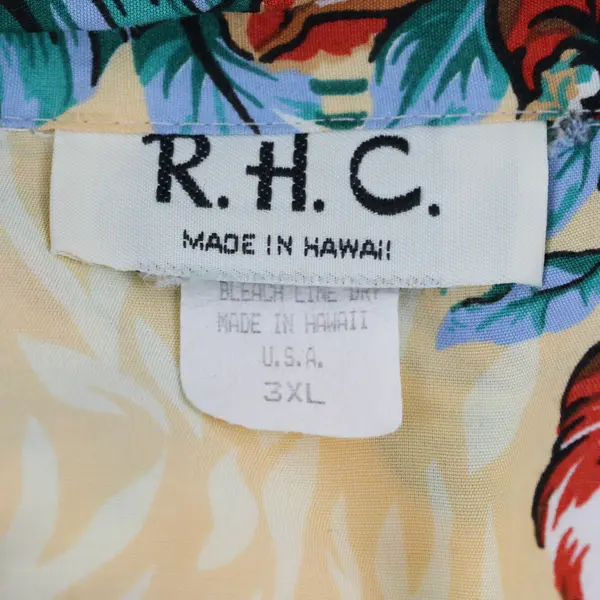 R.H.C.
MADE IN HAWAII
BLEACH LINE DRY
MADE IN HAWAII
U.S.A.
3XL